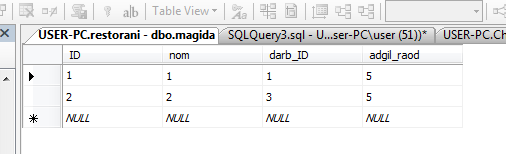 Table View
USER-PC.restorani - dbo.magida SQLQuery3.sql - U...ser-PC\user (51))* USER-PC.Ch
ID nom darb_ID adgil_raod
1 1 1 5
2 2 3 5
NULL NULL NULL NULL